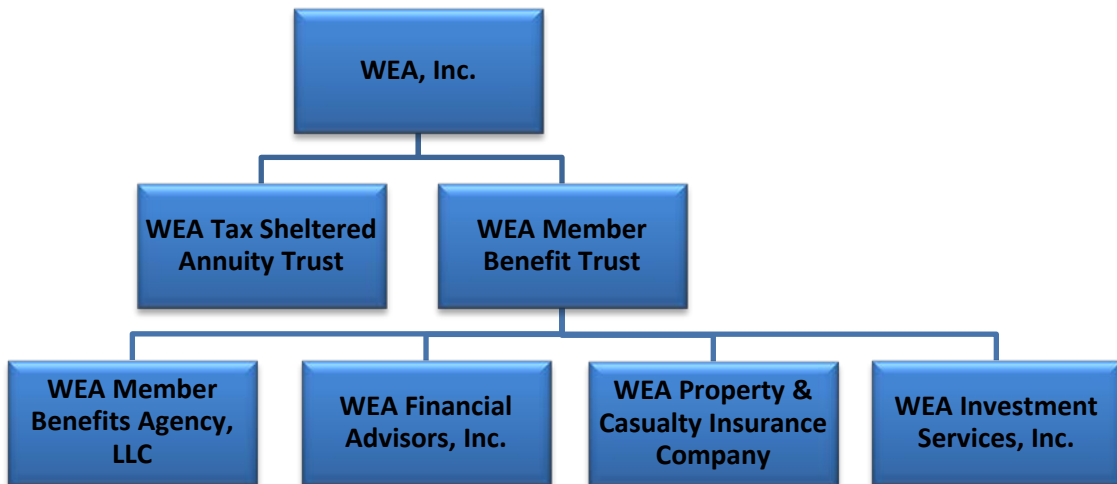 WEA, Inc.
WEA Tax Sheltered
Annuity Trust
WEA Member
Benefit Trust
WEA Member
Benefits Agency,
LLC
WEA Financial
Advisors, Inc.
WEA Property &
Casualty Insurance
Company
WEA Investment
Services, Inc.